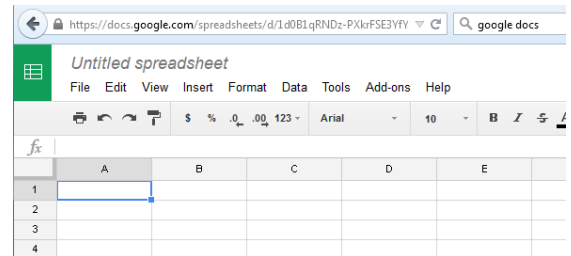 https://docs.google.com/spreadsheets/d/1d0B1qRNDz-PXkrFSE3YfY google docs
Untitled spreadsheet
File Edit View Insert Format Data Tools Add-ons Help
$ % .0 .00 123 Arial 10 B I S A
fx
A B C D E
1
2
3
4